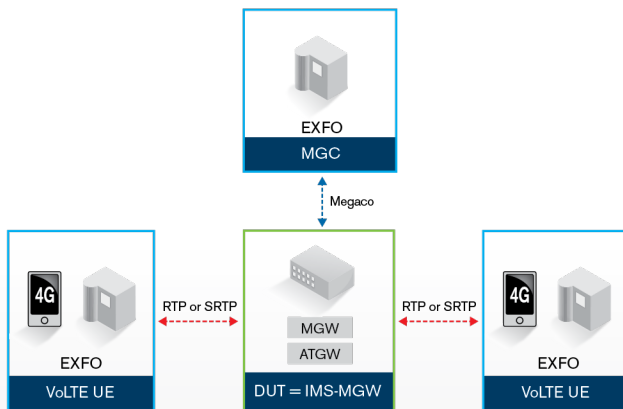 EXFO
MGC
Megaco
4G
EXFO
VoLTE UE
RTP or SRTP
MGW
ATGW
DUT = IMS-MGW
RTP or SRTP
4G
EXFO
VoLTE UE